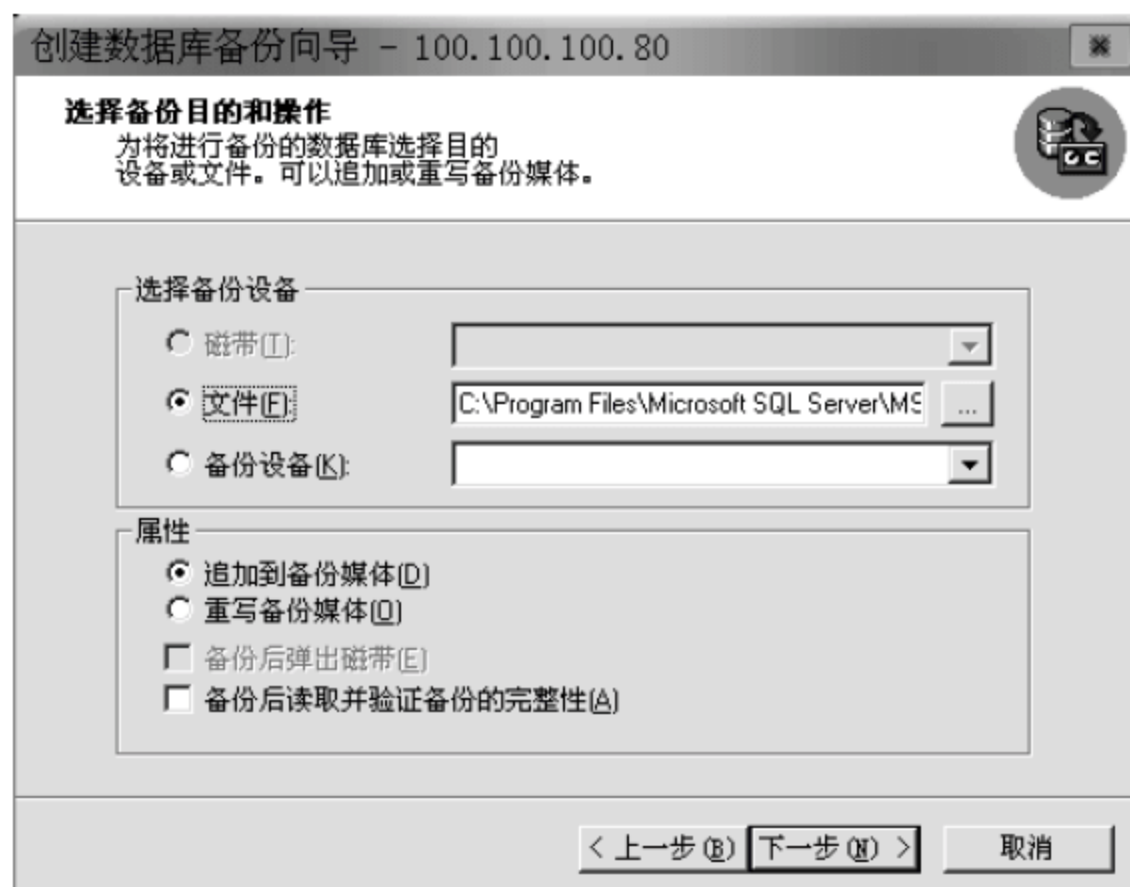 创建数据库备份向导 - 100.100.100.80
选择备份目的和操作
为将进行备份的数据库选择目的
设备或文件。可以追加或重写备份媒体。
选择备份设备
磁带(T):
文件(F): C:\Program Files\Microsoft SQL Server\MS ...
备份设备(K):
属性
追加到备份媒体(D)
重写备份媒体(O)
备份后弹出磁带(E)
备份后读取并验证备份的完整性(A)
< 上一步(B) 下一步(N) > 取消